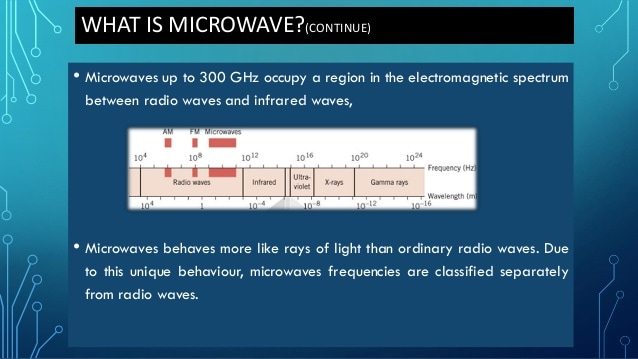 WHAT IS MICROWAVE?(CONTINUE)
• Microwaves up to 300 GHz occupy a region in the electromagnetic spectrum
between radio waves and infrared waves,
AM FM Microwaves
10^4 10^8 10^12 10^16 10^20 10^24
Frequency (Hz)
Radio waves Infrared Ultra-violet X-rays Gamma rays
Wavelength (m)
10^4 1 10^-4 10^-8 10^-12 10^-16
• Microwaves behaves more like rays of light than ordinary radio waves. Due
to this unique behaviour, microwaves frequencies are classified separately
from radio waves.